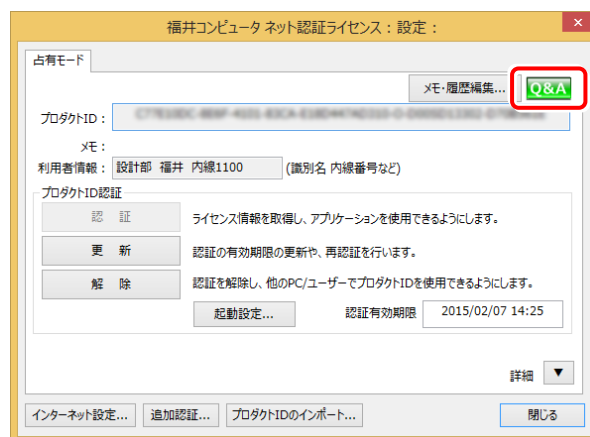 福井コンピュータ ネット認証ライセンス：設定：
占有モード
メモ・履歴編集... Q&A
プロダクトID：
メモ：
利用者情報： 設計部 福井 内線1100 (識別名 内線番号など)
プロダクトID認証
認 証 ライセンス情報を取得し、アプリケーションを使用できるようにします。
更 新 認証の有効期限の更新や、再認証を行います。
解 除 認証を解除し、他のPC/ユーザーでプロダクトIDを使用できるようにします。
起動設定... 認証有効期限 2015/02/07 14:25
詳細 ▼
インターネット設定... 追加認証... プロダクトIDのインポート... 閉じる